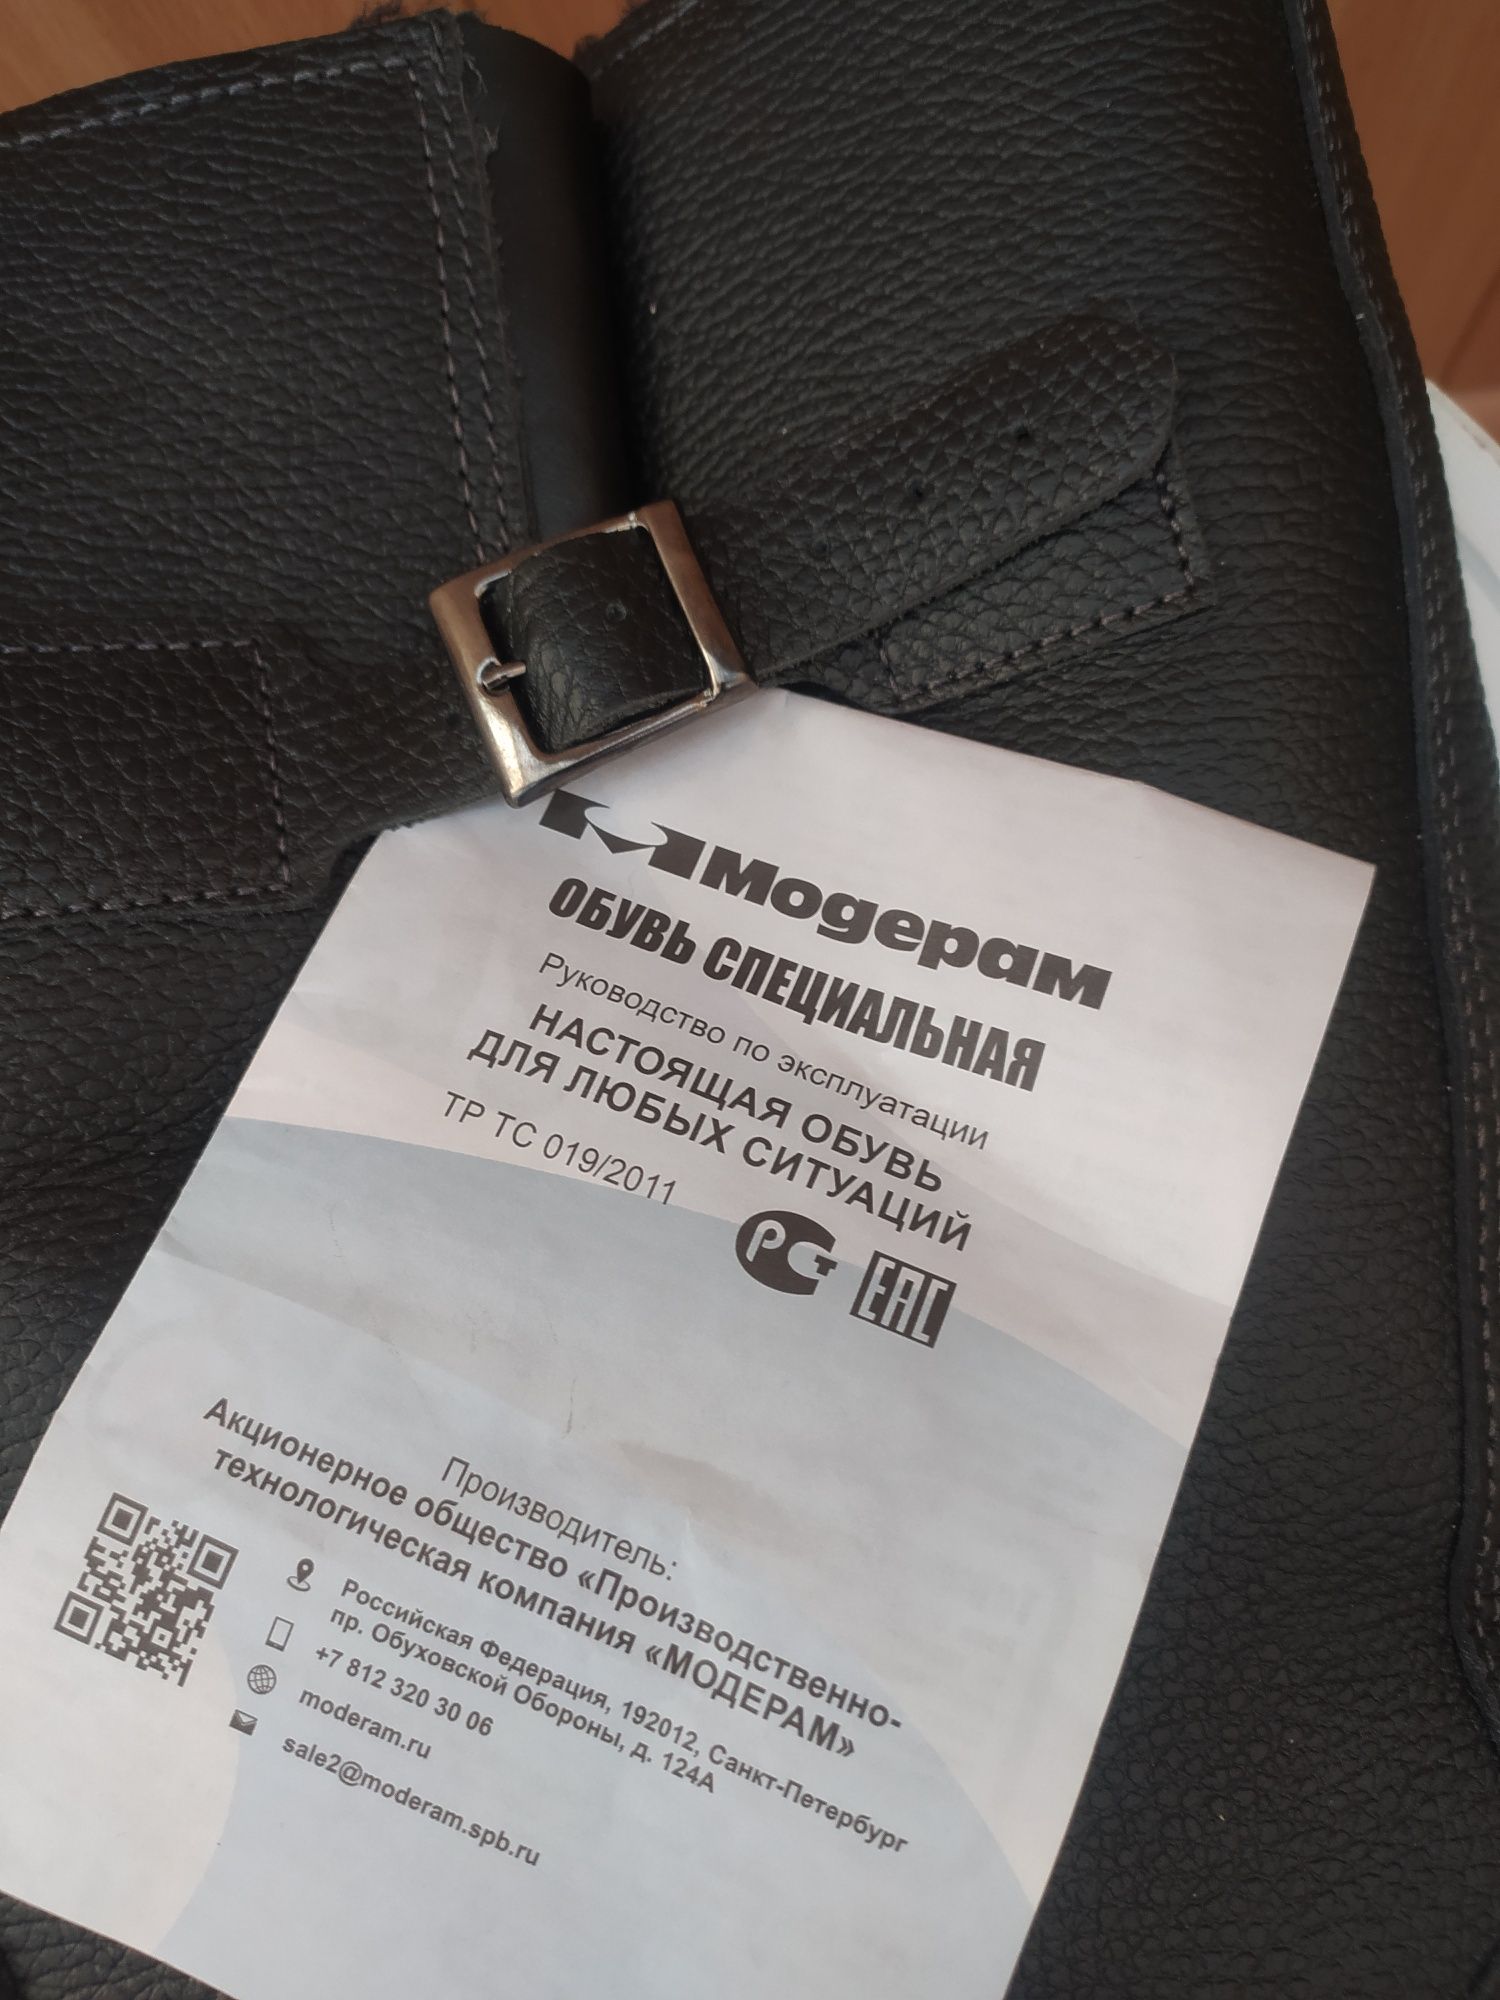 модерам
ОБУВЬ СПЕЦИАЛЬНАЯ
Руководство по эксплуатации
НАСТОЯЩАЯ ОБУВЬ
ДЛЯ ЛЮБЫХ СИТУАЦИЙ
ТР ТС 019/2011
РСТ ЕАС
Производитель:
Акционерное общество «Производственно-
технологическая компания «МОДЕРАМ»
Российская Федерация, 192012, Санкт-Петербург
пр. Обуховской Обороны, д. 124А
+7 812 320 30 06
moderam.ru
sale2@moderam.spb.ru